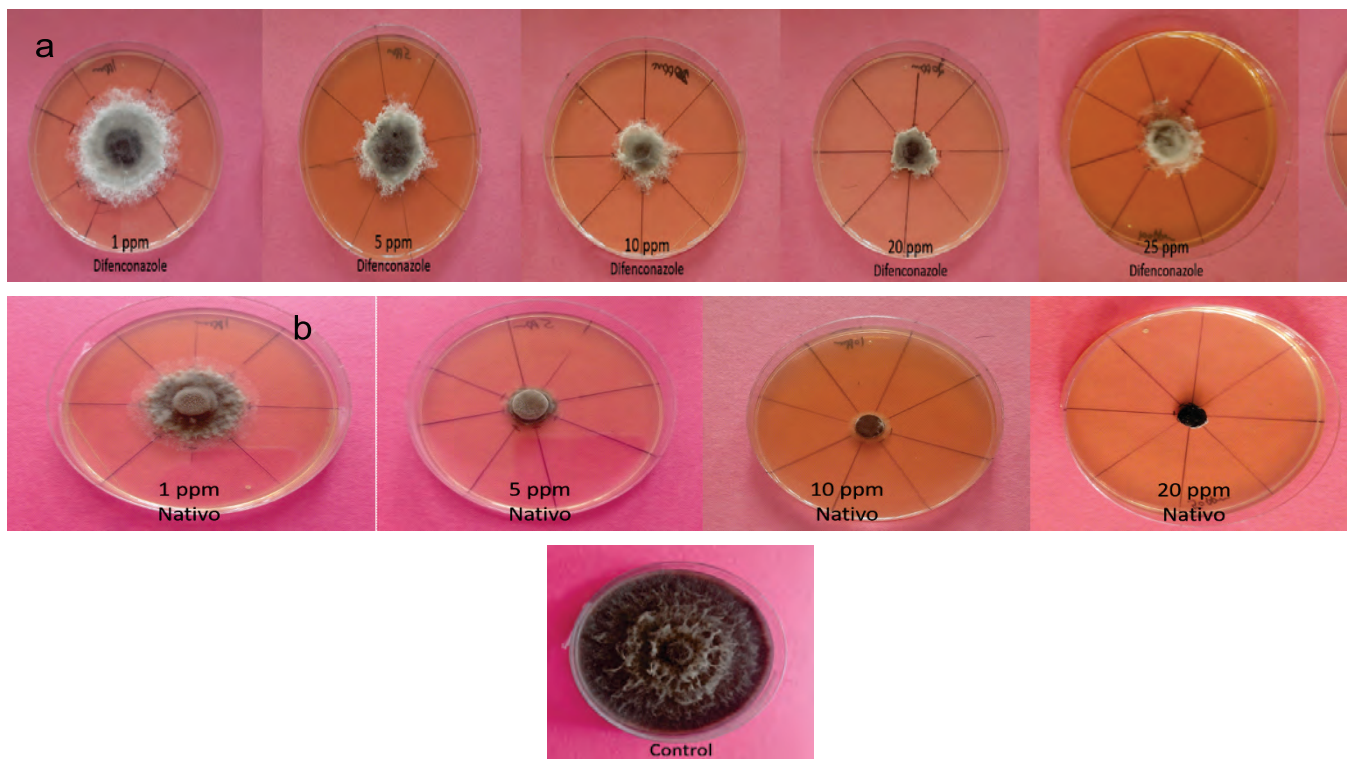 a
1 ppm
Difenconazole
5 ppm
Difenconazole
10 ppm
Difenconazole
20 ppm
Difenconazole
25 ppm
Difenconazole
b
1 ppm
Nativo
5 ppm
Nativo
10 ppm
Nativo
20 ppm
Nativo
Control